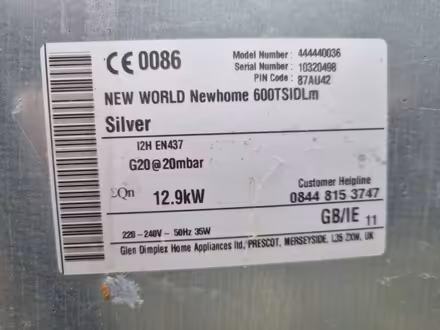 CE 0086
Model Number : 444440036
Serial Number : 10320498
PIN Code : 87AU42
NEW WORLD Newhome 600TSIDLm
Silver
I2H EN437
G20@20mbar
ΣQn 12.9kW
Customer Helpline
0844 815 3747
GB/IE 11
220-240V~ 50Hz 35W
Glen Dimplex Home Appliances ltd, PRESCOT, MERSEYSIDE, L35 2XW, UK